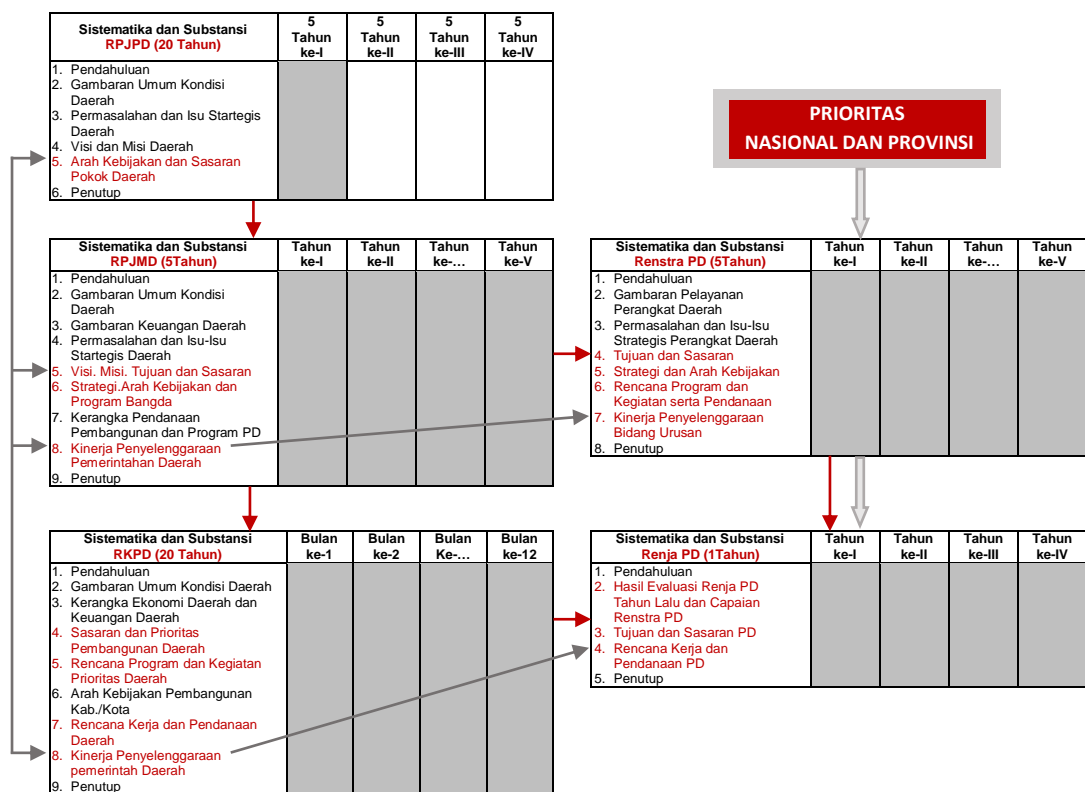 Sistematika dan Substansi
RPJPD (20 Tahun)
5
Tahun
ke-I
5
Tahun
ke-II
5
Tahun
ke-III
5
Tahun
ke-IV
1. Pendahuluan
2. Gambaran Umum Kondisi
Daerah
3. Permasalahan dan Isu Startegis
Daerah
4. Visi dan Misi Daerah
5. Arah Kebijakan dan Sasaran
Pokok Daerah
6. Penutup
PRIORITAS
NASIONAL DAN PROVINSI
Sistematika dan Substansi
RPJMD (5Tahun)
Tahun
ke-I
Tahun
ke-II
Tahun
ke-...
Tahun
ke-V
1. Pendahuluan
2. Gambaran Umum Kondisi
Daerah
3. Gambaran Keuangan Daerah
4. Permasalahan dan Isu-Isu
Startegis Daerah
5. Visi. Misi. Tujuan dan Sasaran
6. Strategi.Arah Kebijakan dan
Program Bangda
7. Kerangka Pendanaan
Pembangunan dan Program PD
8. Kinerja Penyelenggaraan
Pemerintahan Daerah
9. Penutup
Sistematika dan Substansi
Renstra PD (5Tahun)
Tahun
ke-I
Tahun
ke-II
Tahun
ke-...
Tahun
ke-V
1. Pendahuluan
2. Gambaran Pelayanan
Perangkat Daerah
3. Permasalahan dan Isu-Isu
Strategis Perangkat Daerah
4. Tujuan dan Sasaran
5. Strategi dan Arah Kebijakan
6. Rencana Program dan
Kegiatan serta Pendanaan
7. Kinerja Penyelenggaraan
Bidang Urusan
8. Penutup
Sistematika dan Substansi
RKPD (20 Tahun)
Bulan
ke-1
Bulan
ke-2
Bulan
Ke-...
Bulan
ke-12
1. Pendahuluan
2. Gambaran Umum Kondisi Daerah
3. Kerangka Ekonomi Daerah dan
Keuangan Daerah
4. Sasaran dan Prioritas
Pembangunan Daerah
5. Rencana Program dan Kegiatan
Prioritas Daerah
6. Arah Kebijakan Pembangunan
Kab./Kota
7. Rencana Kerja dan Pendanaan
Daerah
8. Kinerja Penyelenggaraan
pemerintah Daerah
9. Penutup
Sistematika dan Substansi
Renja PD (1Tahun)
Tahun
ke-I
Tahun
ke-II
Tahun
ke-III
Tahun
ke-IV
1. Pendahuluan
2. Hasil Evaluasi Renja PD
Tahun Lalu dan Capaian
Renstra PD
3. Tujuan dan Sasaran PD
4. Rencana Kerja dan
Pendanaan PD
5. Penutup